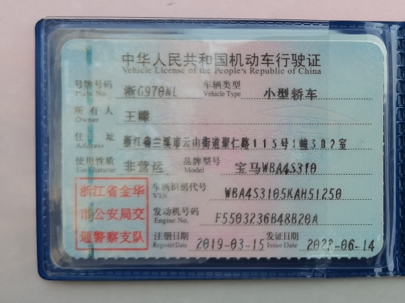 中华人民共和国机动车行驶证
Vehicle License of the People's Republic of China
号牌号码 Plate No. 浙G970NL 车辆类型 Vehicle Type 小型轿车
所有人 Owner 王
住址 Address 浙江省兰溪市云山街道聚仁路115号1幢302室
使用性质 Use Character 非营运 品牌型号 Model 宝马WBA4S310
浙江省金华
市公安局交
通警察支队
车辆识别代号 VIN WBA4S3105KAH51250
发动机号码 Engine No. F5503236B48B20A
注册日期 Register Date 2019-03-15 发证日期 Issue Date 2022-06-14